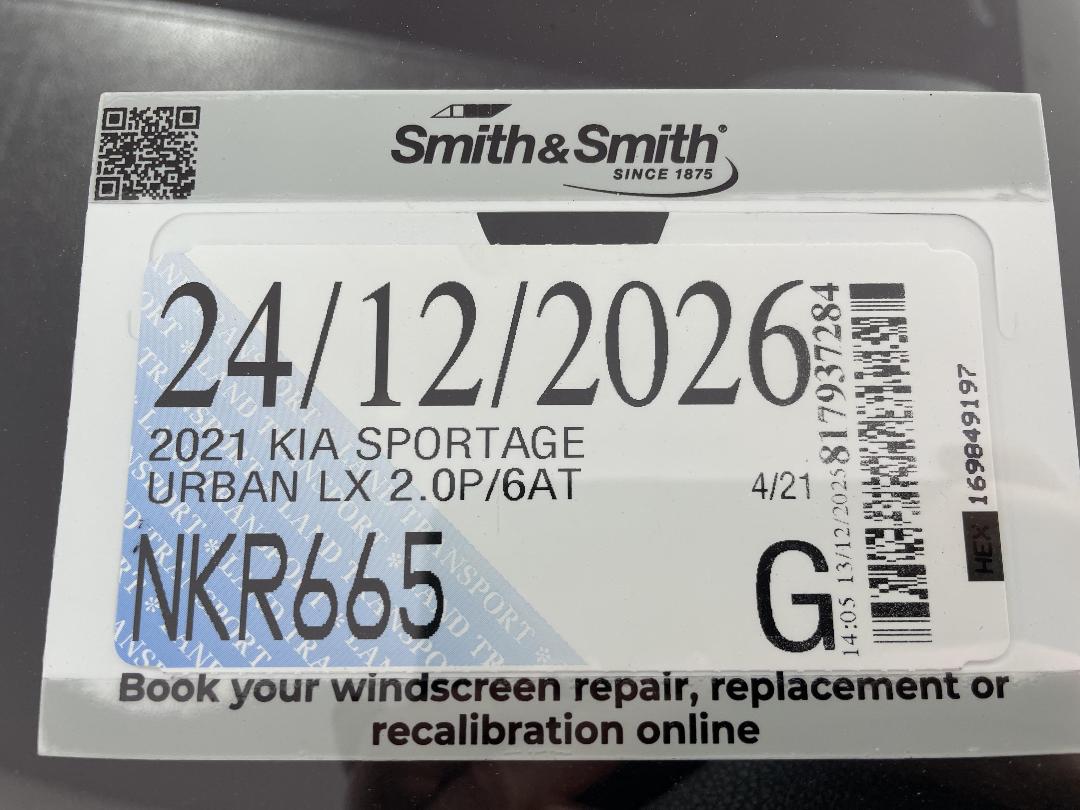 Smith&Smith®
SINCE 1875
24/12/2026
2021 KIA SPORTAGE
URBAN LX 2.0P/6AT
4/21
NKR665
G
14:05 13/12/2025
817937284
HEX 169849197
Book your windscreen repair, replacement or
recalibration online